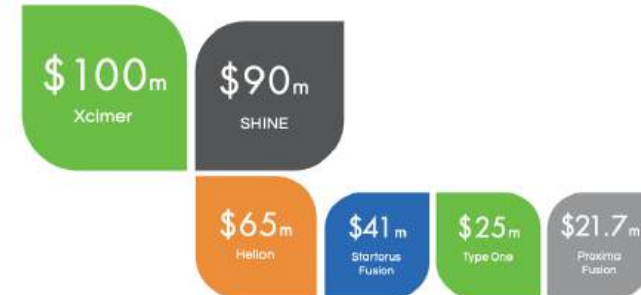 $100m
Xcimer
$90m
SHINE
$65m
Helion
$41m
Startorus
Fusion
$25m
Type One
$21.7m
Proxima
Fusion